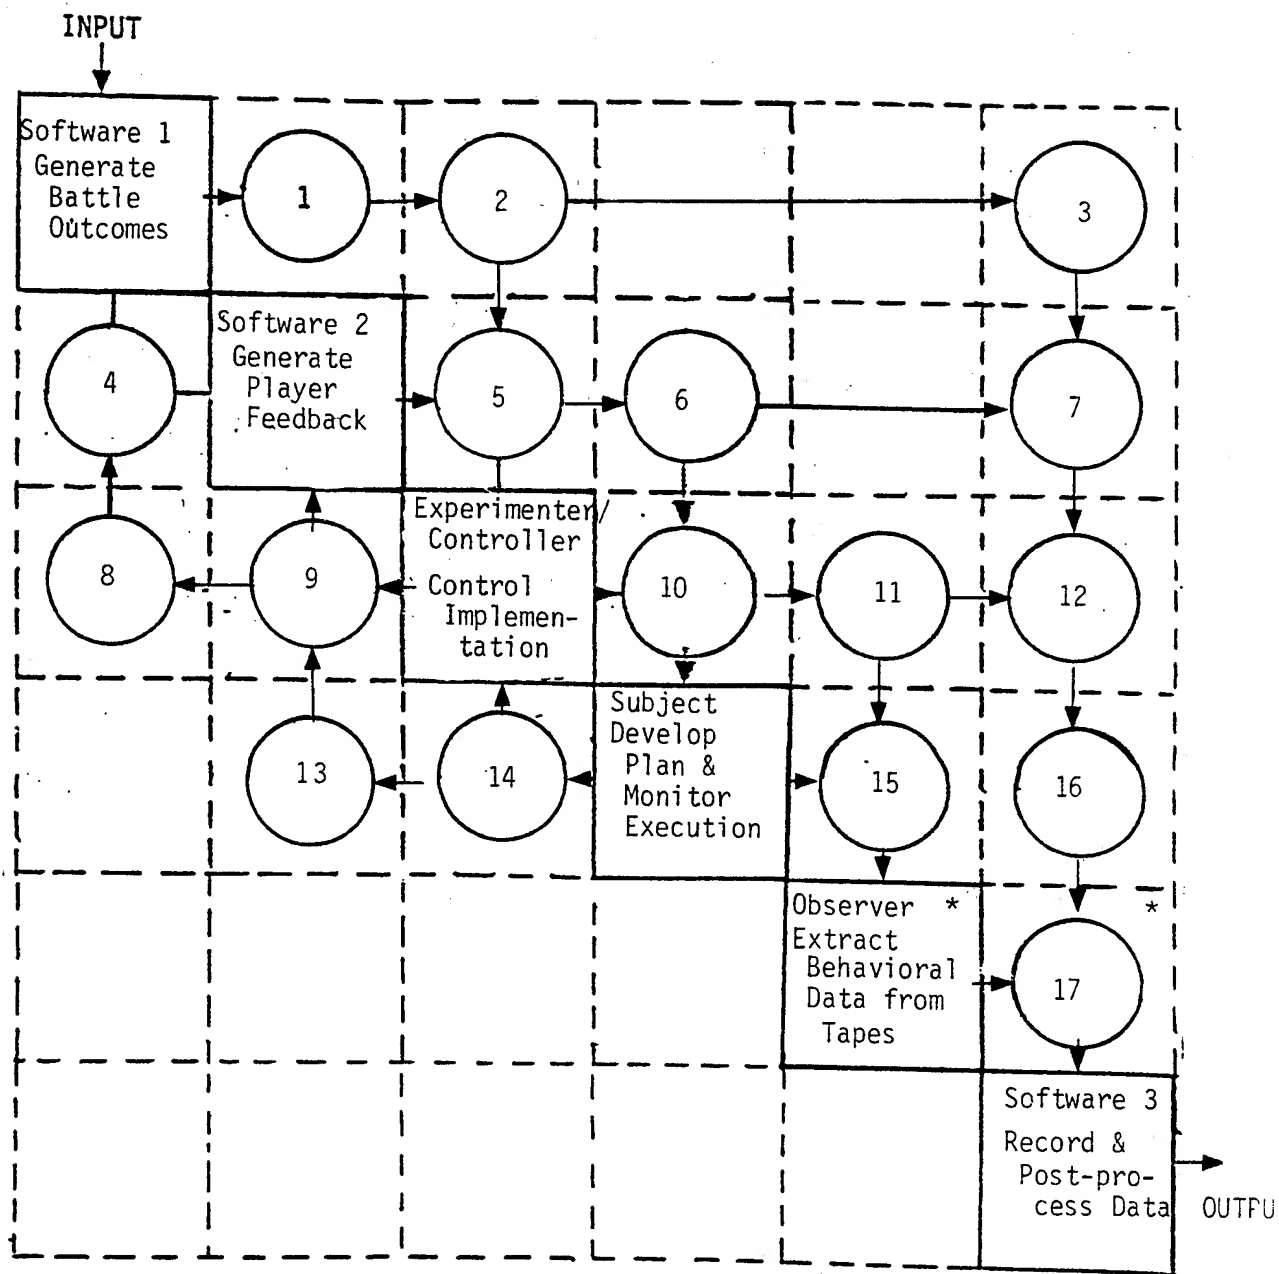 INPUT
Software 1
Generate
Battle
Outcomes
1
2
3
4
Software 2
Generate
Player
Feedback
5
6
7
8
9
Experimenter/
Controller
Control
Implemen-
tation
10
11
12
13
14
Subject
Develop
Plan &
Monitor
Execution
15
16
Observer *
Extract
Behavioral
Data from
Tapes
*
17
Software 3
Record &
Post-pro-
cess Data
OUTPU